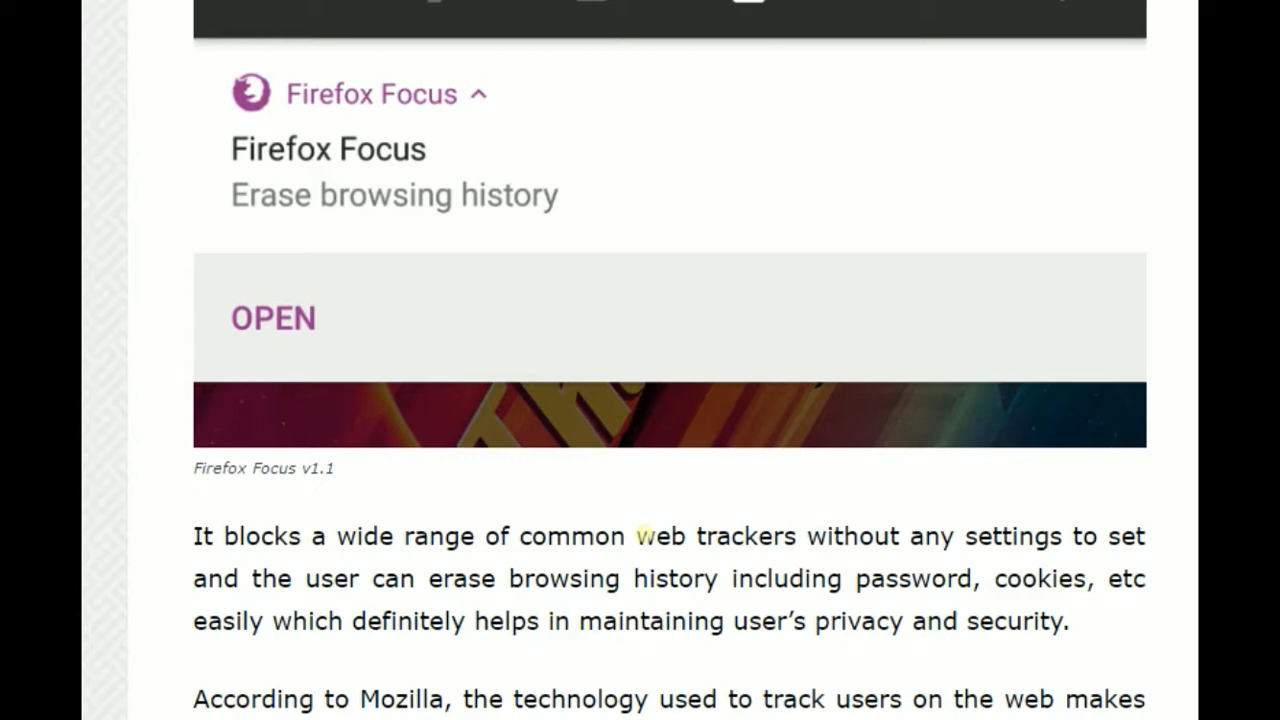 Firefox Focus
Firefox Focus
Erase browsing history
OPEN
Firefox Focus v1.1
It blocks a wide range of common web trackers without any settings to set
and the user can erase browsing history including password, cookies, etc
easily which definitely helps in maintaining user’s privacy and security.
According to Mozilla, the technology used to track users on the web makes